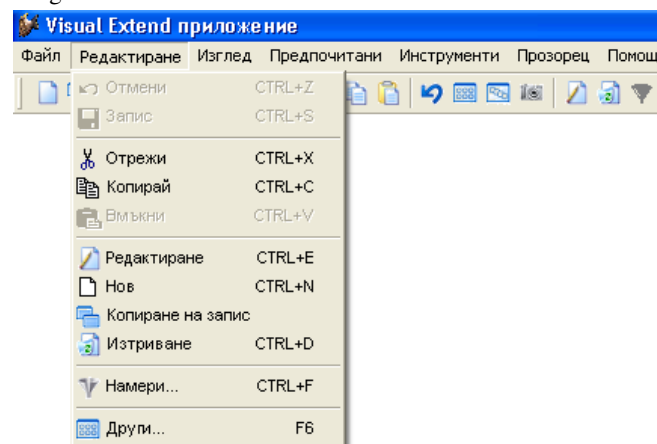 Visual Extend приложение
Файл Редактиране Изглед Предпочитани Инструменти Прозорец Помощ
Отмени CTRL+Z
Запис CTRL+S
Отрежи CTRL+X
Копирай CTRL+C
Вмъкни CTRL+V
Редактиране CTRL+E
Нов CTRL+N
Копиране на запис
Изтриване CTRL+D
Намери... CTRL+F
Други... F6